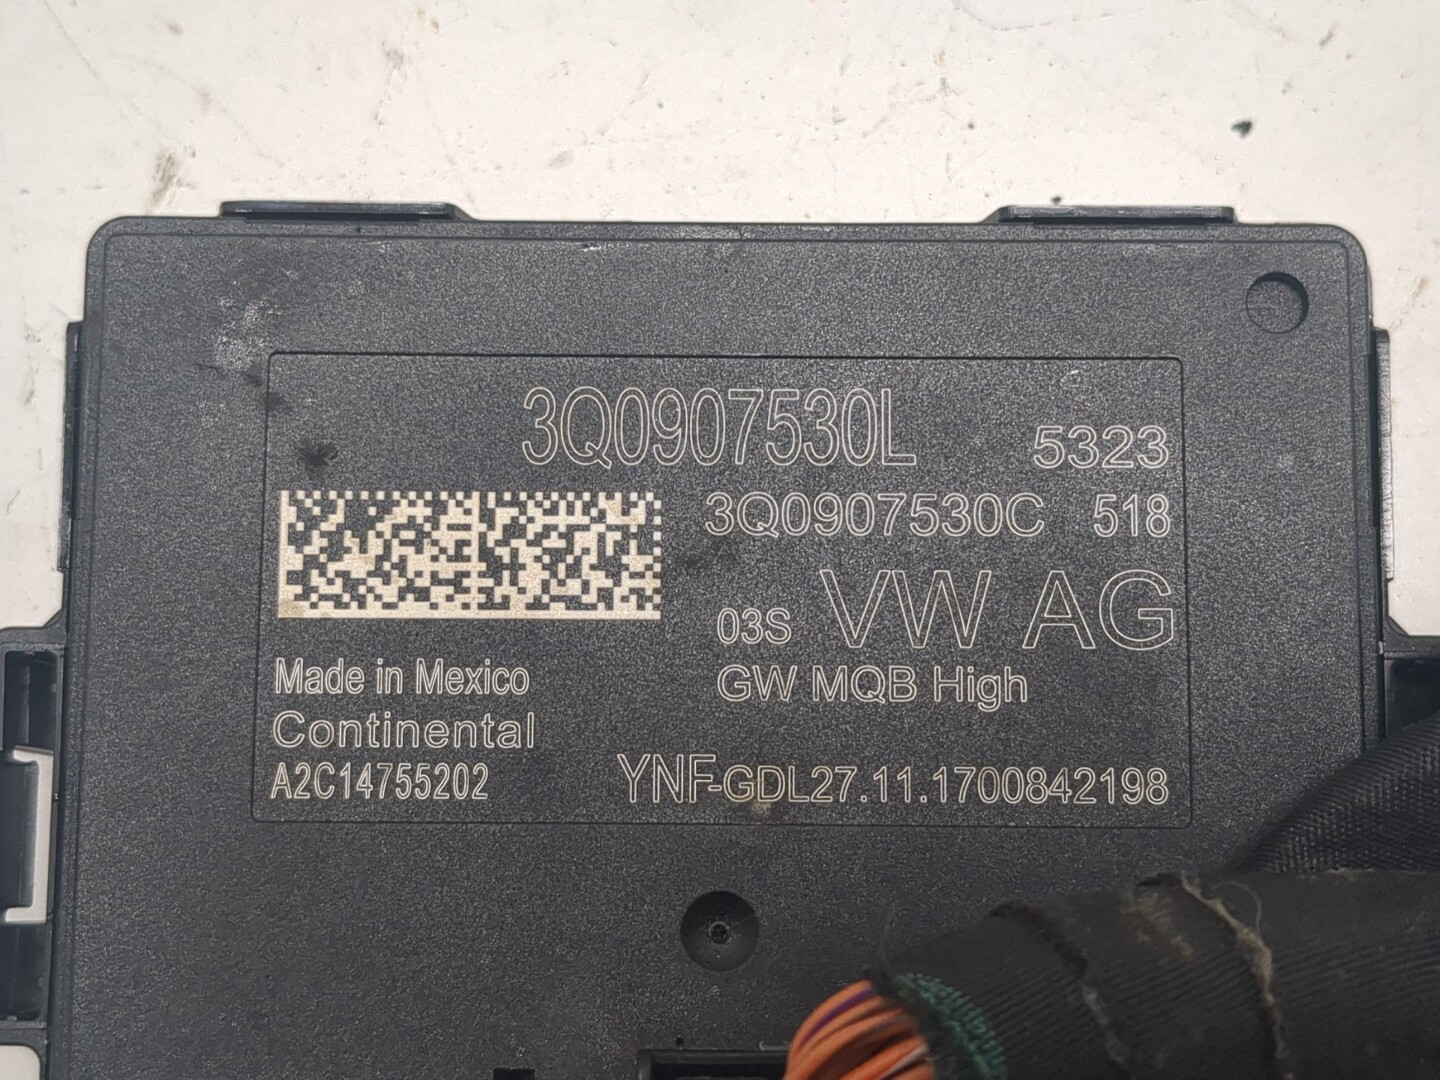 3Q0907530L 5323
3Q0907530C 518
03S VW AG
GW MQB High
Made in Mexico
Continental
A2C14755202
YNF-GDL27.11.1700842198